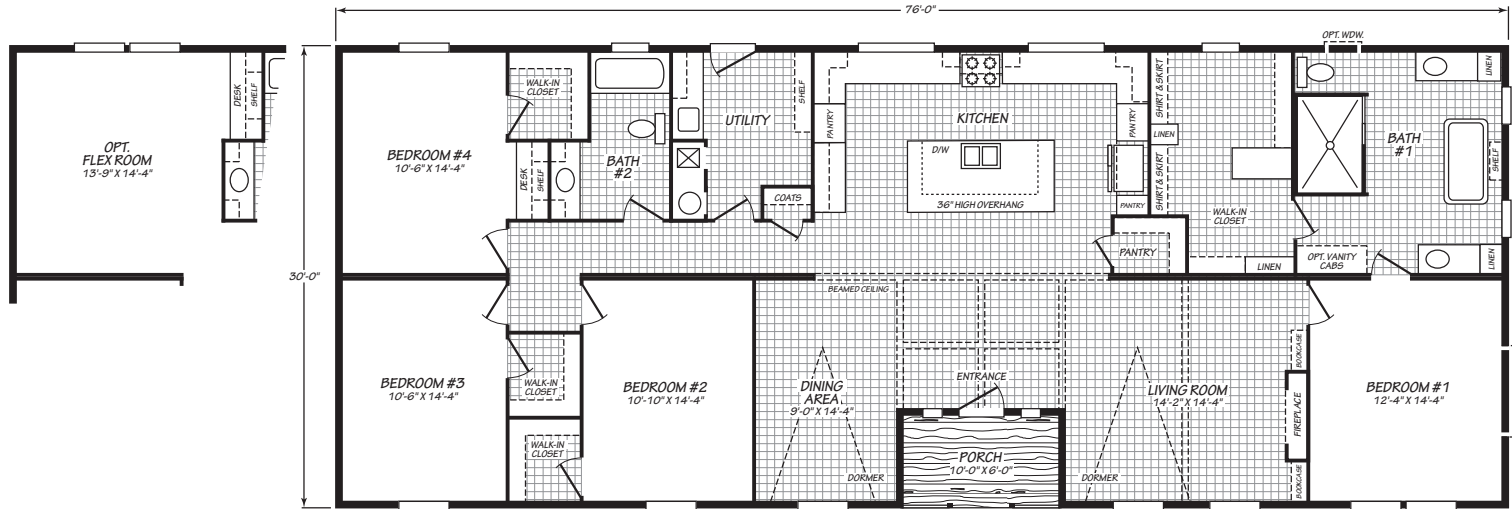 76'-0"
30'-0"
OPT.
FLEX ROOM
13'-9" X 14'-4"
DESK
SHELF
BEDROOM #4
10'-6" X 14'-4"
WALK-IN
CLOSET
DESK
SHELF
BATH
#2
UTILITY
SHELF
COATS
PANTRY
KITCHEN
D/W
36" HIGH OVERHANG
PANTRY
PANTRY
PANTRY
SHIRT & SKIRT
LINEN
SHIRT & SKIRT
WALK-IN
CLOSET
LINEN
OPT. WDW.
LINEN
BATH
#1
SHELF
OPT. VANITY
CABS
LINEN
BEDROOM #3
10'-6" X 14'-4"
WALK-IN
CLOSET
WALK-IN
CLOSET
BEDROOM #2
10'-10" X 14'-4"
BEAMED CEILING
DINING
AREA
9'-0" X 14'-4"
DORMER
ENTRANCE
PORCH
10'-0" X 6'-0"
LIVING ROOM
14'-2" X 14'-4"
DORMER
BOOKCASE
FIREPLACE
BOOKCASE
BEDROOM #1
12'-4" X 14'-4"